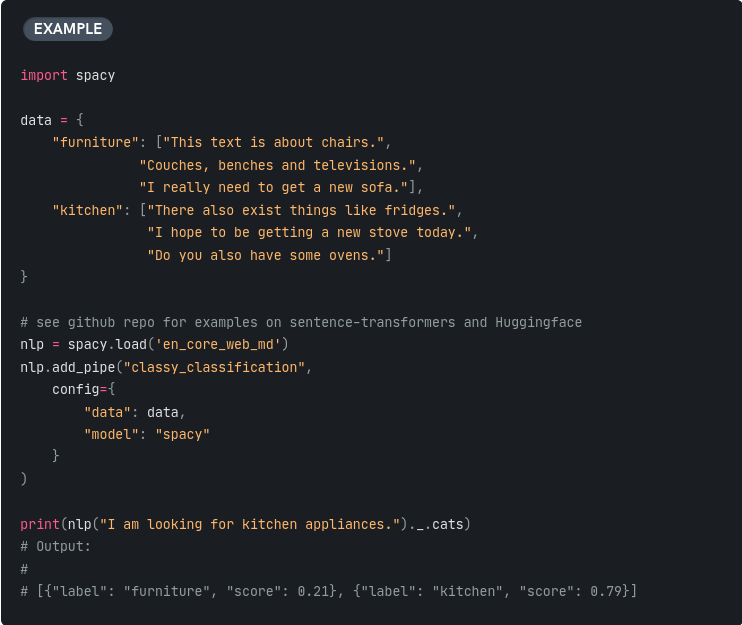 EXAMPLE
import spacy
data = {
    "furniture": ["This text is about chairs.",
               "Couches, benches and televisions.",
               "I really need to get a new sofa."],
    "kitchen": ["There also exist things like fridges.",
                "I hope to be getting a new stove today.",
                "Do you also have some ovens."]
}
# see github repo for examples on sentence-transformers and Huggingface
nlp = spacy.load('en_core_web_md')
nlp.add_pipe("classy_classification",
    config={
        "data": data,
        "model": "spacy"
    }
)
print(nlp("I am looking for kitchen appliances.")._.cats)
# Output:
#
# [{"label": "furniture", "score": 0.21}, {"label": "kitchen", "score": 0.79}]